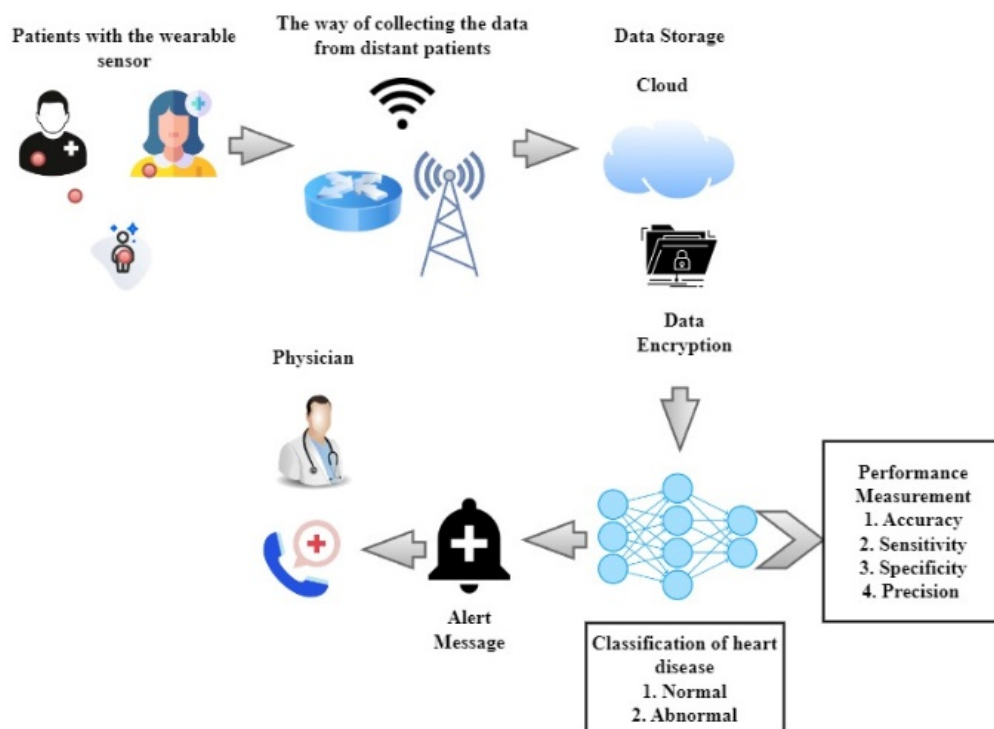 Patients with the wearable
sensor
The way of collecting the data
from distant patients
Data Storage
Cloud
Data
Encryption
Physician
Performance
Measurement
1. Accuracy
2. Sensitivity
3. Specificity
4. Precision
Alert
Message
Classification of heart
disease
1. Normal
2. Abnormal